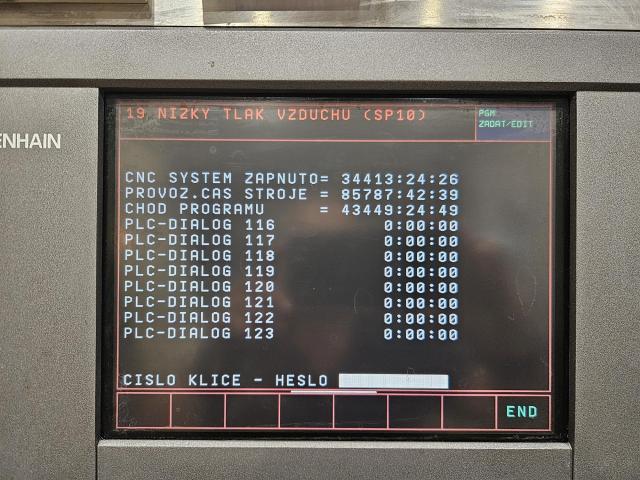 ENHAIN
19 NIZKY TLAK VZDUCHU (SP10)
PGM
ZADAT/EDIT
CNC SYSTEM ZAPNUTO= 34413:24:26
PROVOZ.CAS STROJE = 85787:42:39
CHOD PROGRAMU = 43449:24:49
PLC-DIALOG 116 0:00:00
PLC-DIALOG 117 0:00:00
PLC-DIALOG 118 0:00:00
PLC-DIALOG 119 0:00:00
PLC-DIALOG 120 0:00:00
PLC-DIALOG 121 0:00:00
PLC-DIALOG 122 0:00:00
PLC-DIALOG 123 0:00:00
CISLO KLICE - HESLO
END